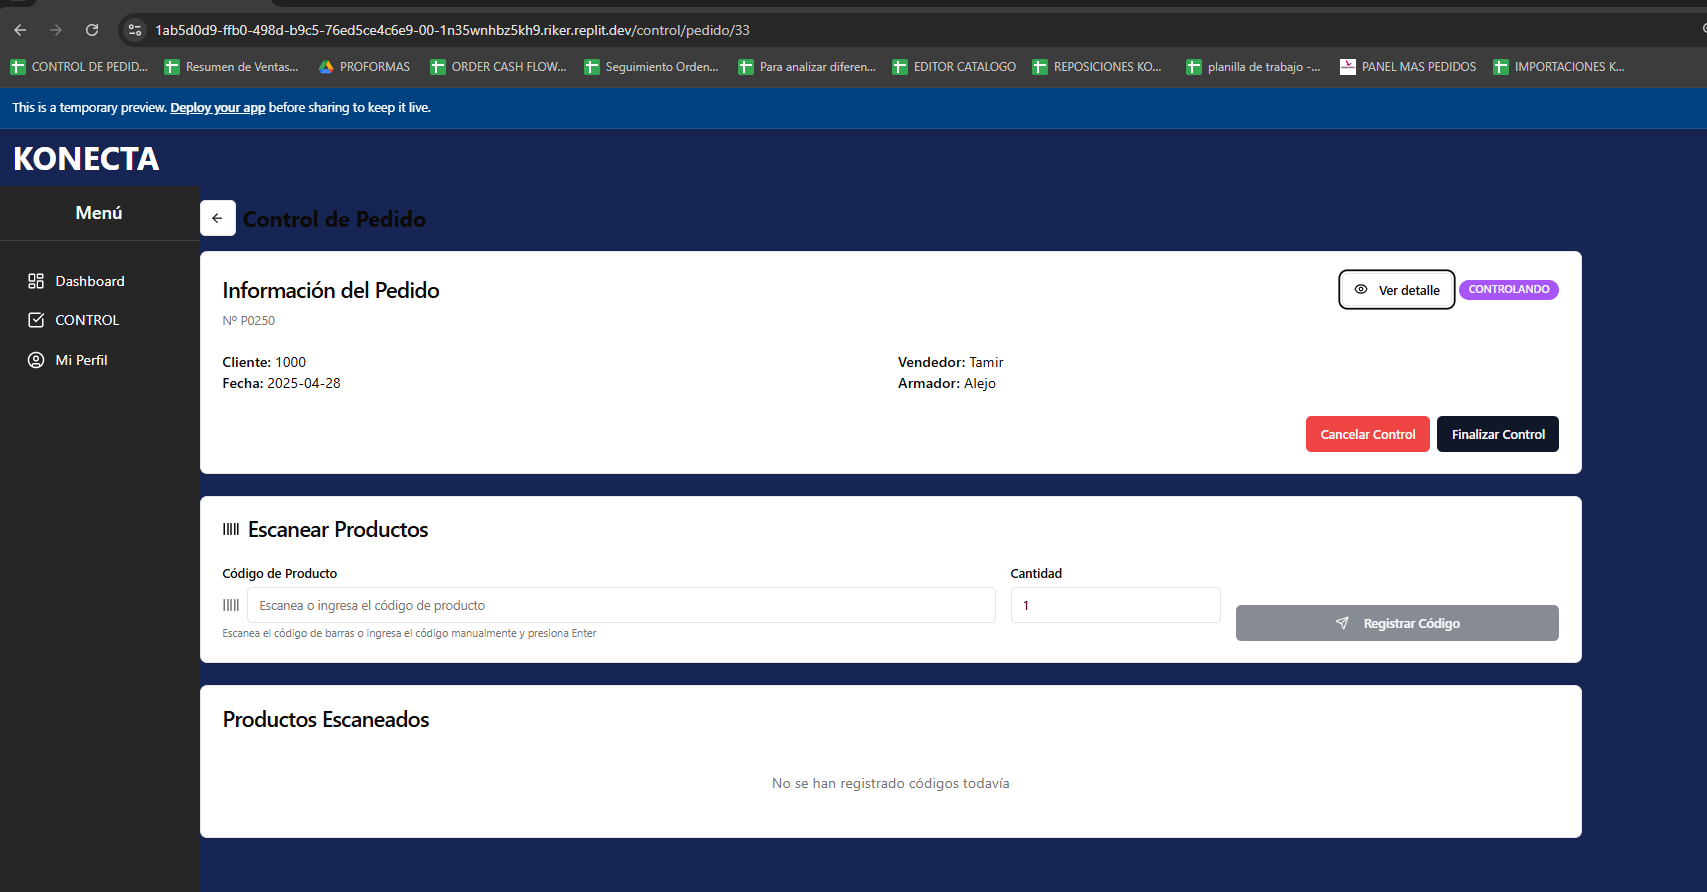 1ab5d0d9-ffb0-498d-b9c5-76ed5ce4c6e9-00-1n35wnhbz5kh9.riker.replit.dev/control/pedido/33
CONTROL DE PEDID... Resumen de Ventas... PROFORMAS ORDER CASH FLOW... Seguimiento Orden... Para analizar diferen... EDITOR CATALOGO REPOSICIONES KO... planilla de trabajo -... PANEL MAS PEDIDOS IMPORTACIONES K...
This is a temporary preview. Deploy your app before sharing to keep it live.
KONECTA
Menú
Dashboard
CONTROL
Mi Perfil
Control de Pedido
Información del Pedido
Ver detalle
CONTROLANDO
Nº P0250
Cliente: 1000
Vendedor: Tamir
Fecha: 2025-04-28
Armador: Alejo
Cancelar Control
Finalizar Control
Escanear Productos
Código de Producto
Cantidad
Escanea o ingresa el código de producto
1
Registrar Código
Escanea el código de barras o ingresa el código manualmente y presiona Enter
Productos Escaneados
No se han registrado códigos todavía